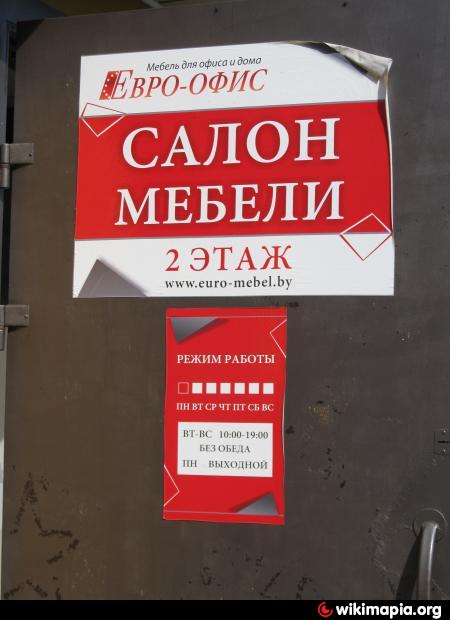 Мебель для офиса и дома
ЕВРО-ОФИС
САЛОН
МЕБЕЛИ
2 ЭТАЖ
www.euro-mebel.by
РЕЖИМ РАБОТЫ
ПН ВТ СР ЧТ ПТ СБ ВС
ВТ-ВС 10:00-19:00
БЕЗ ОБЕДА
ПН ВЫХОДНОЙ
wikimapia.org